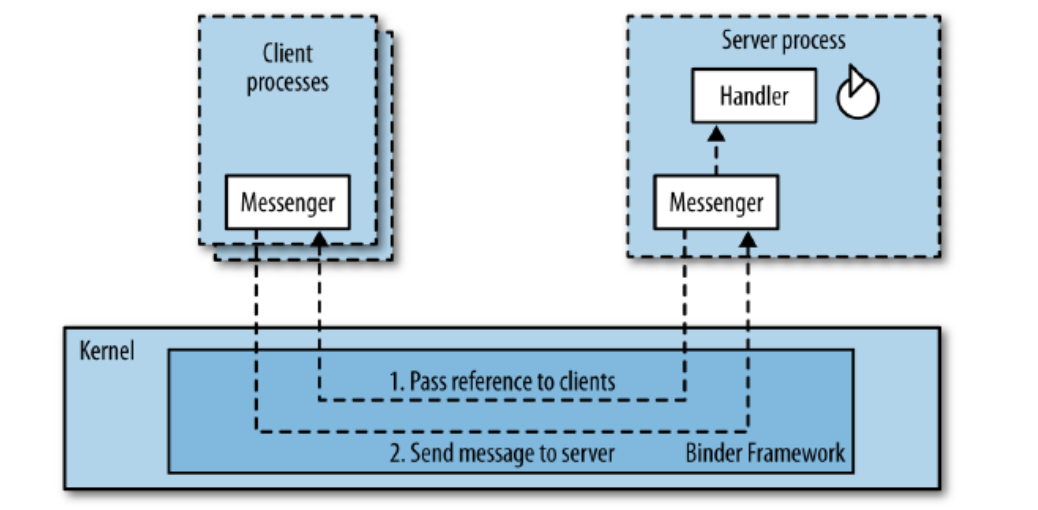 Client
processes
Messenger
Server process
Handler
Messenger
Kernel
1. Pass reference to clients
2. Send message to server
Binder Framework